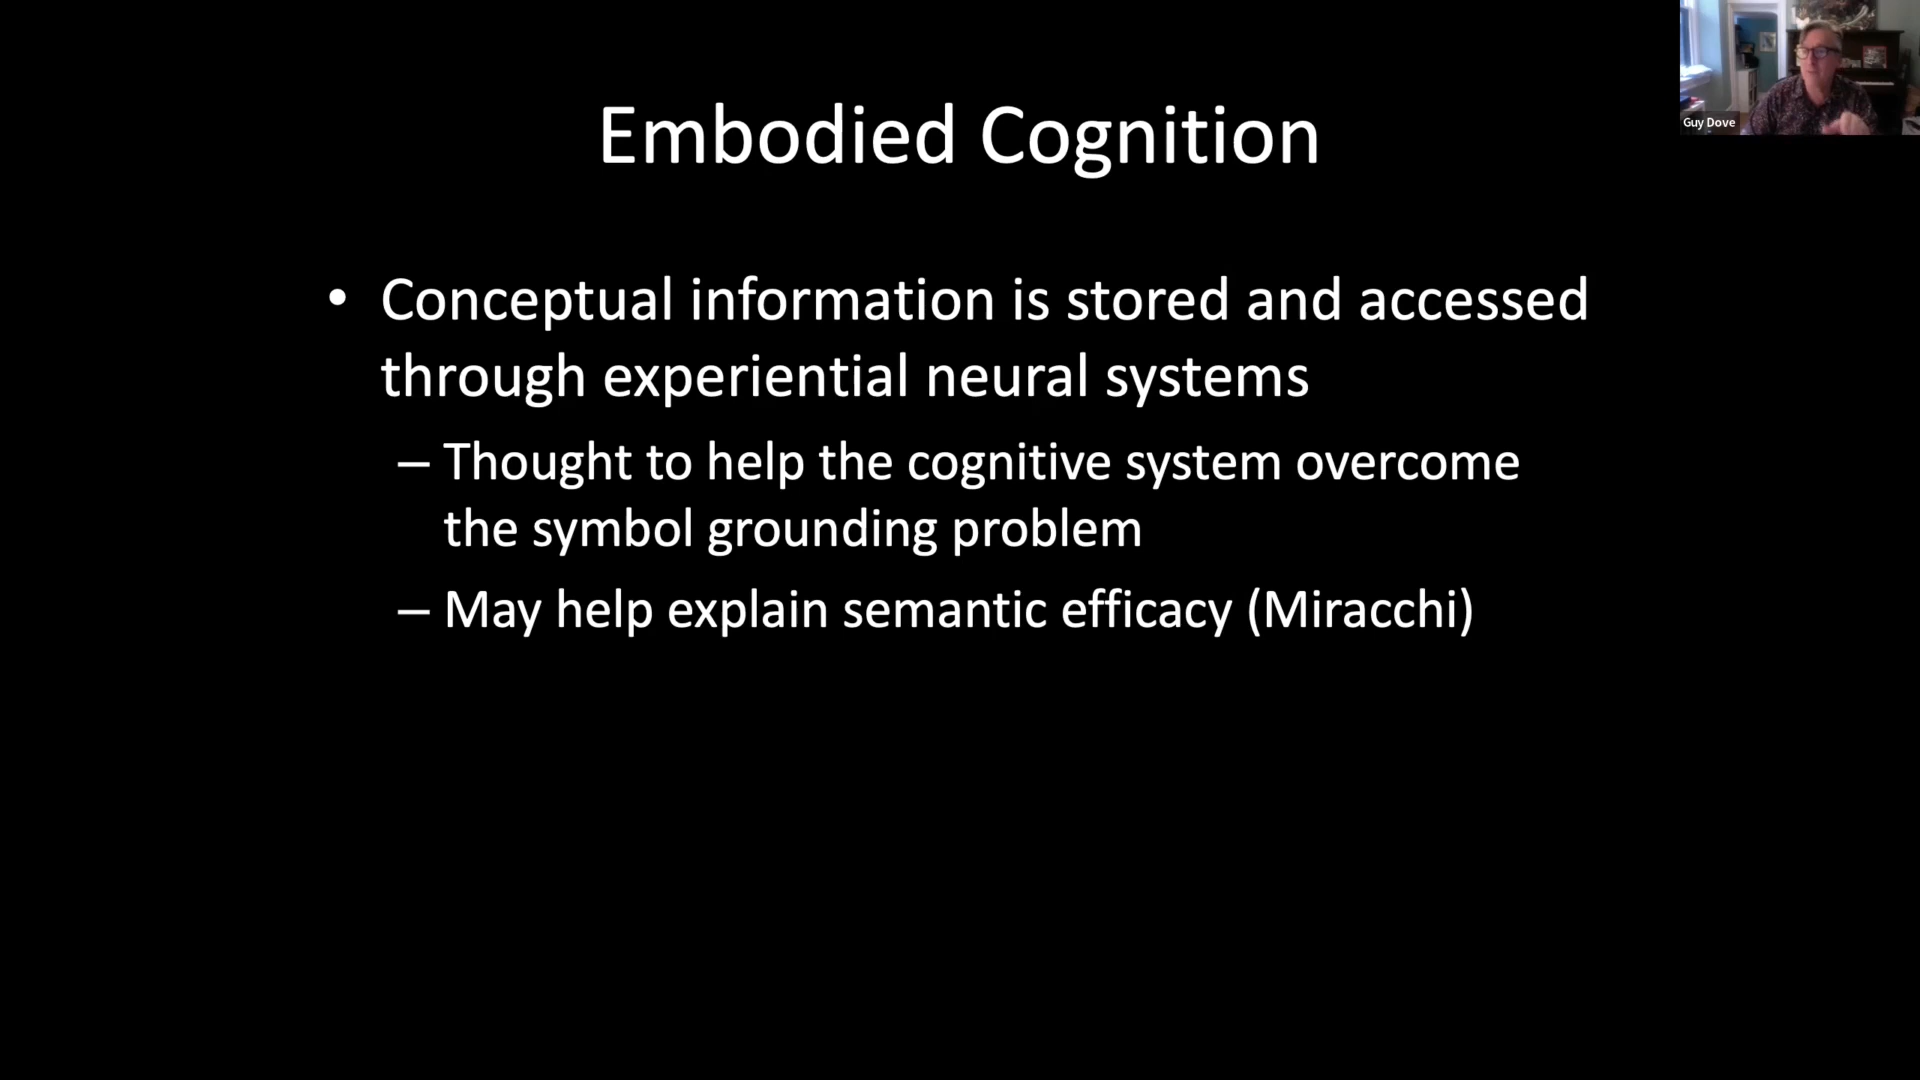 Embodied Cognition
• Conceptual information is stored and accessed
through experiential neural systems
– Thought to help the cognitive system overcome
the symbol grounding problem
– May help explain semantic efficacy (Miracchi)
Guy Dove